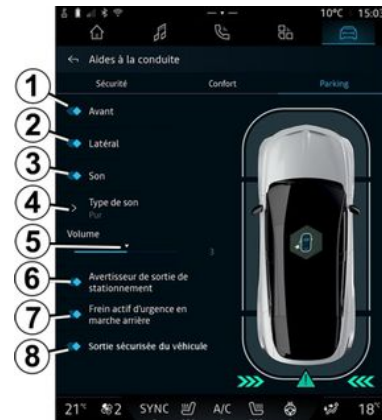 10°C 15:03
Aides à la conduite
Sécurité Confort Parking
1
Avant
2
Latéral
3
Son
4
Type de son
Pur
Volume
5
3
6
Avertisseur de sortie de
stationnement
7
Frein actif d'urgence en
marche arrière
8
Sortie sécurisée du véhicule
21° 2 SYNC A/C 18°